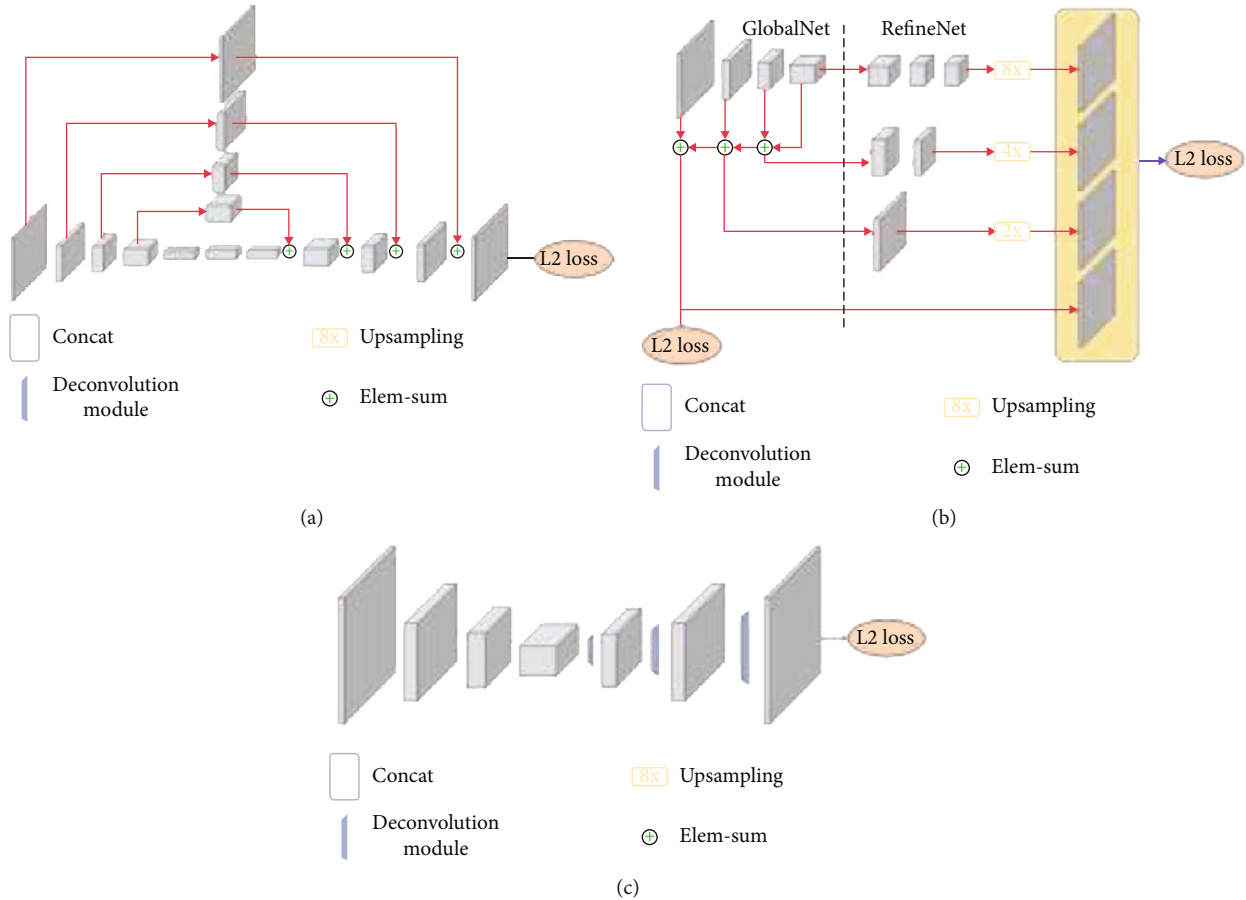 L2 loss
Concat
8x Upsampling
Deconvolution
module
+ Elem-sum
(a)
GlobalNet
RefineNet
8x
4x
2x
L2 loss
L2 loss
Concat
8x Upsampling
Deconvolution
module
+ Elem-sum
(b)
L2 loss
Concat
8x Upsampling
Deconvolution
module
+ Elem-sum
(c)